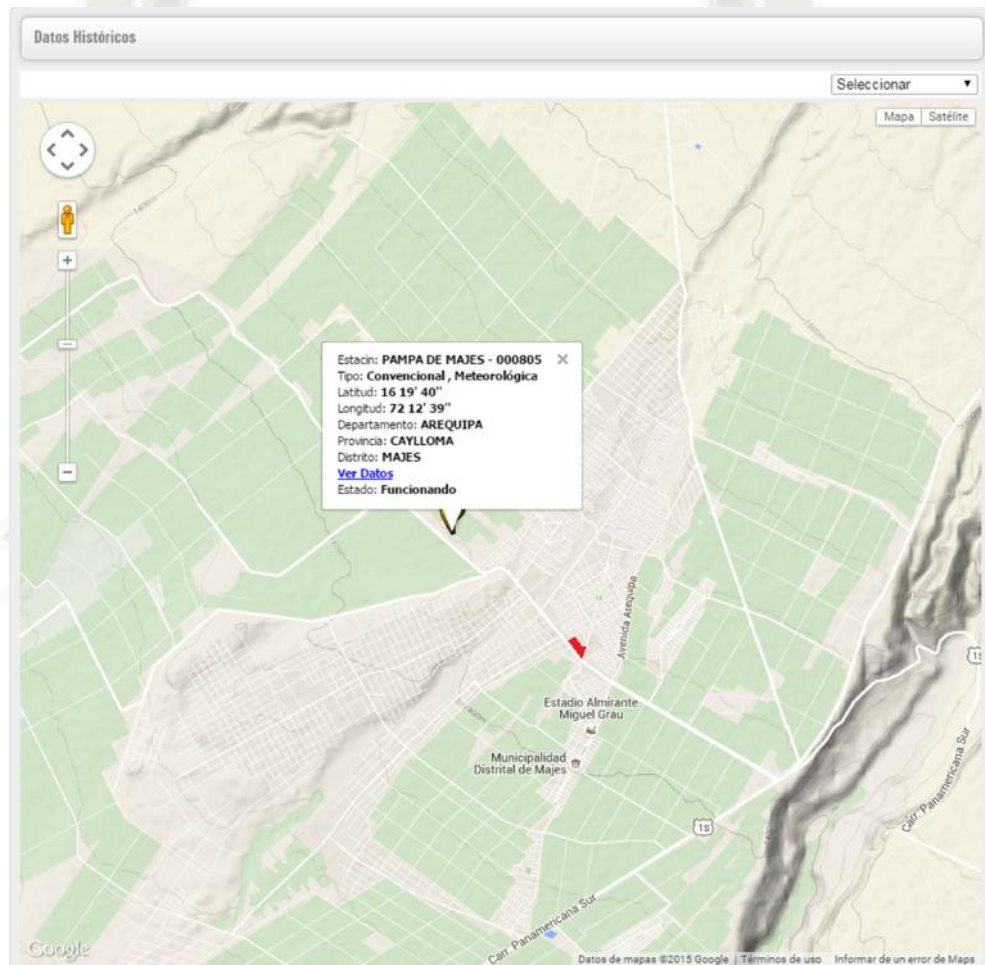 Datos Históricos
Seleccionar
Mapa
Satélite
1400m
1600m
Estacin: PAMPA DE MAJES - 000805
Tipo: Convencional , Meteorológica
Latitud: 16 19' 40"
Longitud: 72 12' 39"
Departamento: AREQUIPA
Provincia: CAYLLOMA
Distrito: MAJES
Ver Datos
Estado: Funcionando
Avenida Arequipa
Estadio Almirante
Miguel Grau
Municipalidad
Distrital de Majes
1400m
1S
1S
Carr. Panamericana Sur
Carr. Panamericana Sur
Google
Datos de mapas ©2015 Google
Términos de uso
Informar de un error de Maps